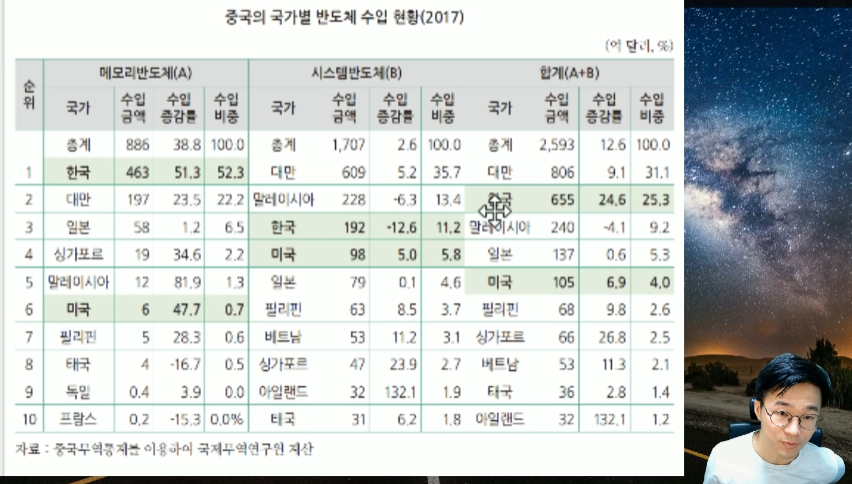 중국의 국가별 반도체 수입 현황(2017)
(억 달러, %)
순위 메모리반도체(A) 시스템반도체(B) 합계(A+B)
국가 수입금액 수입증감률 수입비중 국가 수입금액 수입증감률 수입비중 국가 수입금액 수입증감률 수입비중
총계 886 38.8 100.0 총계 1,707 2.6 100.0 총계 2,593 12.6 100.0
1 한국 463 51.3 52.3 대만 609 5.2 35.7 대만 806 9.1 31.1
2 대만 197 23.5 22.2 말레이시아 228 -6.3 13.4 한국 655 24.6 25.3
3 일본 58 1.2 6.5 한국 192 -12.6 11.2 말레이시아 240 -4.1 9.2
4 싱가포르 19 34.6 2.2 미국 98 5.0 5.8 일본 137 0.6 5.3
5 말레이시아 12 81.9 1.3 일본 79 0.1 4.6 미국 105 6.9 4.0
6 미국 6 47.7 0.7 필리핀 63 8.5 3.7 필리핀 68 9.8 2.6
7 필리핀 5 28.3 0.6 베트남 53 11.2 3.1 싱가포르 66 26.8 2.5
8 태국 4 -16.7 0.5 싱가포르 47 23.9 2.7 베트남 53 11.3 2.1
9 독일 0.4 3.9 0.0 아일랜드 32 132.1 1.9 태국 36 2.8 1.4
10 프랑스 0.2 -15.3 0.0% 태국 31 6.2 1.8 아일랜드 32 132.1 1.2
자료 : 중국무역통계를 이용하여 국제무역연구원 계산